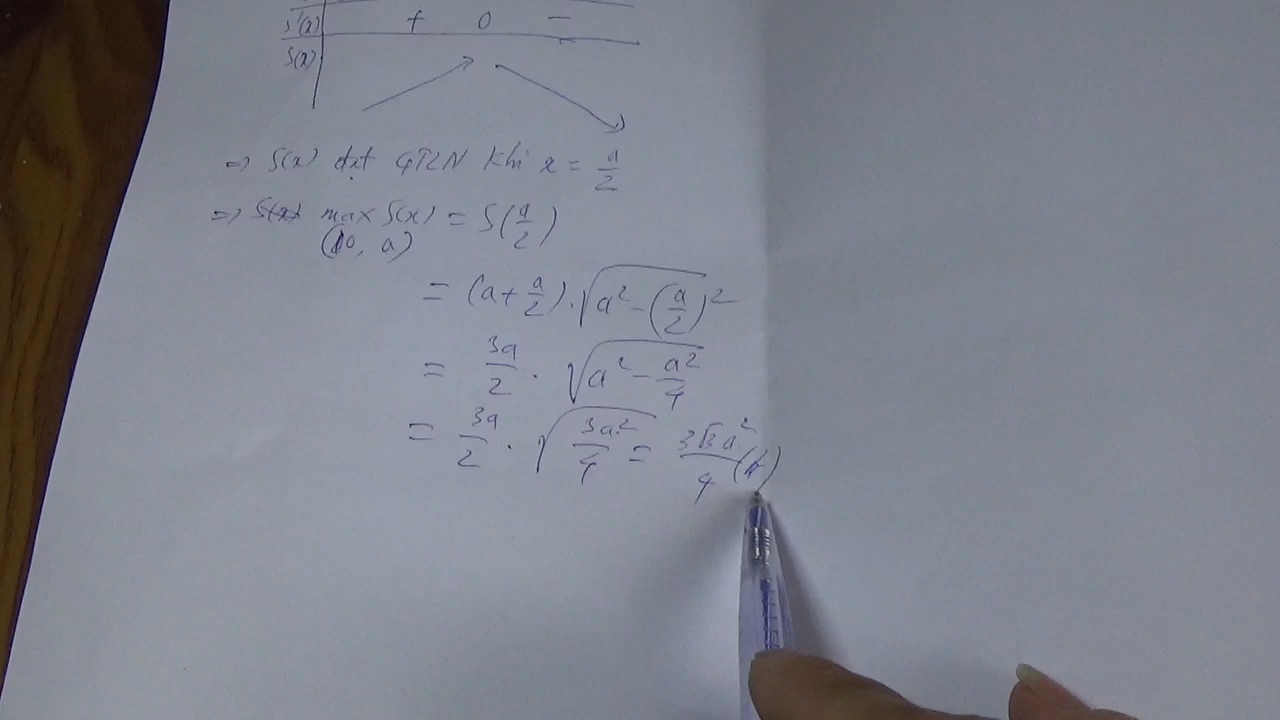 S'(x) + 0 −
S(x)
=> S(x) đạt GTLN khi x = a/2
=> max S(x) = S(a/2)
(0, a)
= (a + a/2) . √(a² − (a/2)²)
= 3a/2 . √(a² − a²/4)
= 3a/2 . √(3a²/4) = 3√3a²/4